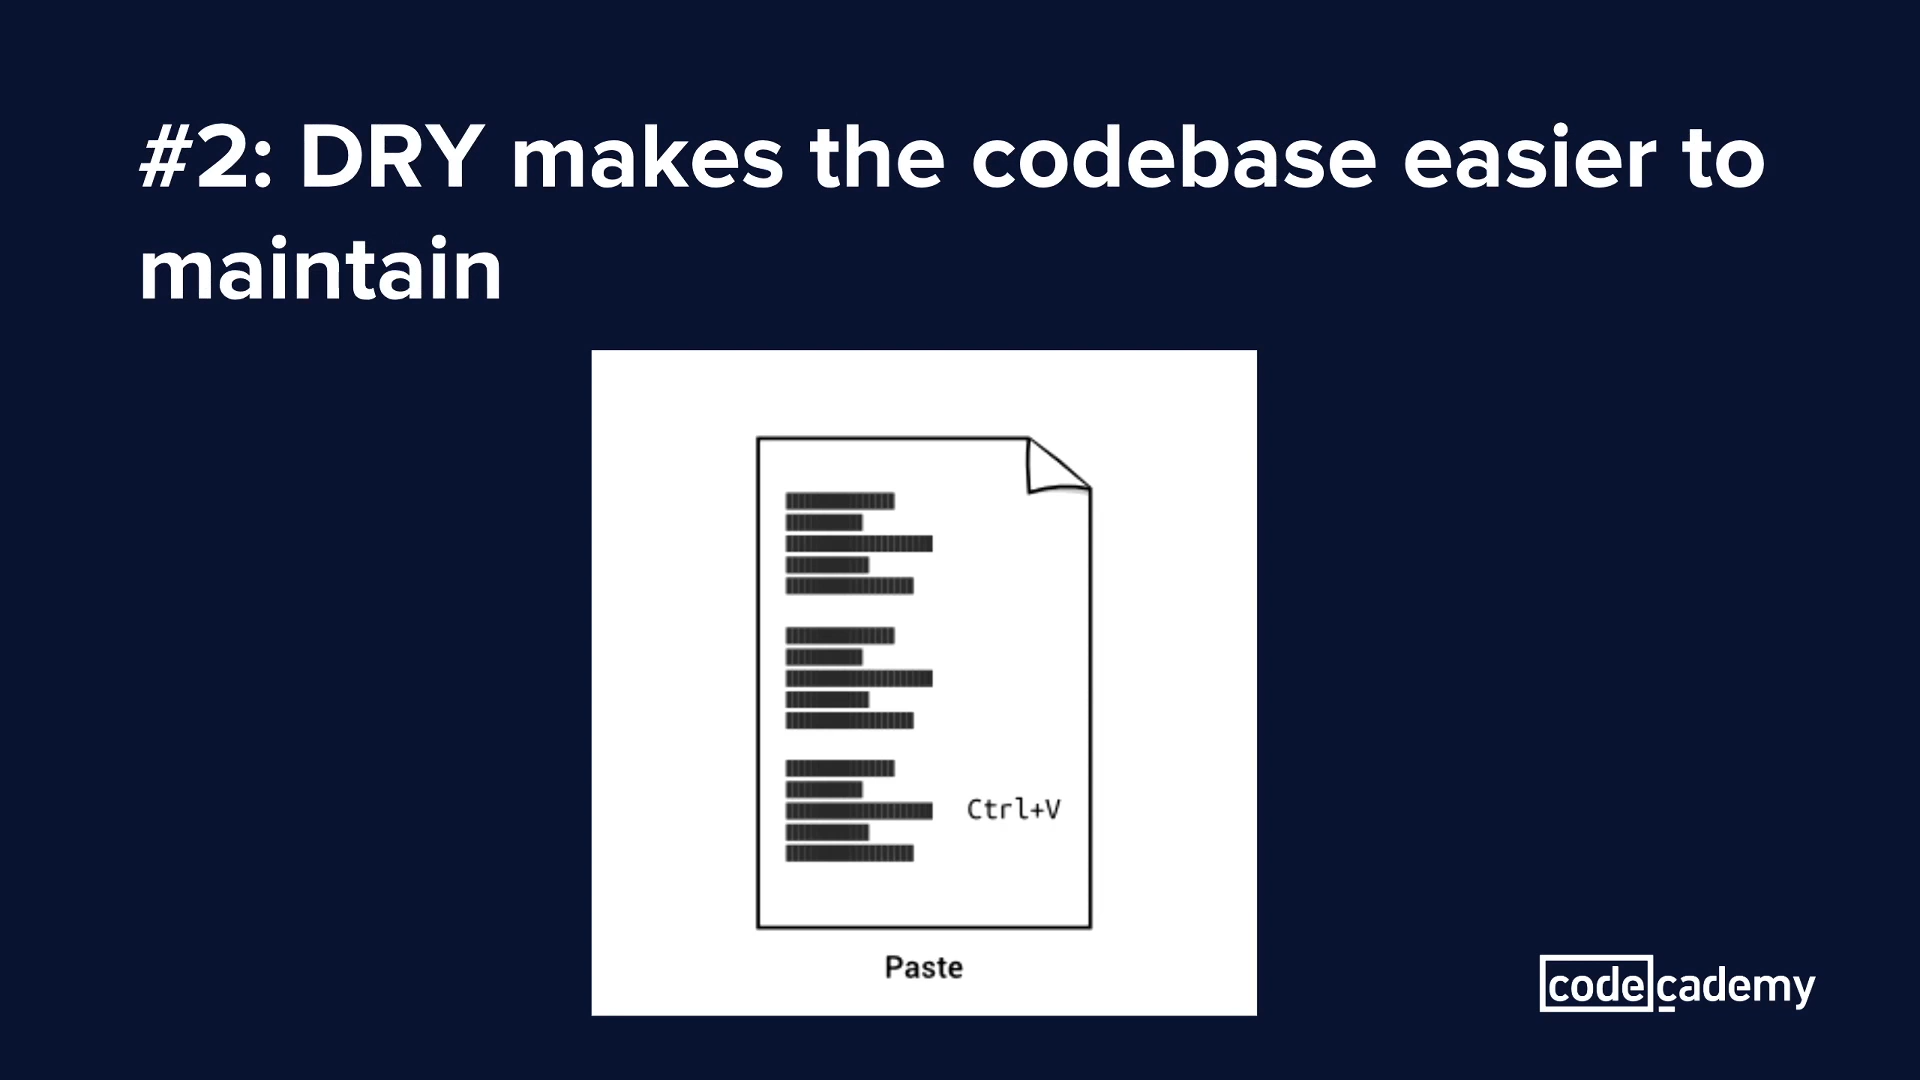 #2: DRY makes the codebase easier to
maintain
Ctrl+V
Paste
codecademy